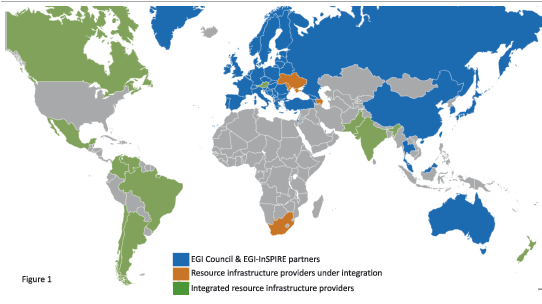 EGI Council & EGI-InSPIRE partners
Resource infrastructure providers under integration
Figure 1
Integrated resource infrastructure providers